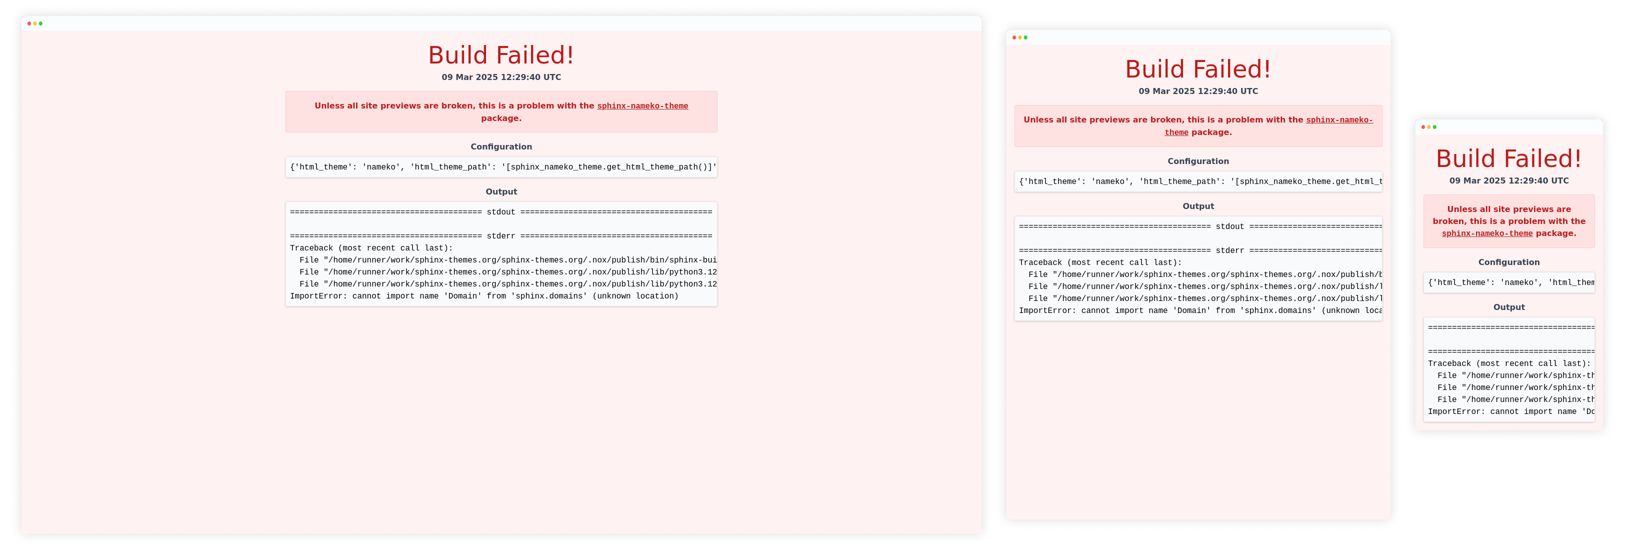 Build Failed!
09 Mar 2025 12:29:40 UTC
Unless all site previews are broken, this is a problem with the sphinx-nameko-theme
package.
Configuration
{'html_theme': 'nameko', 'html_theme_path': '[sphinx_nameko_theme.get_html_theme_path()]'
Output
======================================== stdout ========================================
======================================== stderr ========================================
Traceback (most recent call last):
  File "/home/runner/work/sphinx-themes.org/sphinx-themes.org/.nox/publish/bin/sphinx-bui
  File "/home/runner/work/sphinx-themes.org/sphinx-themes.org/.nox/publish/lib/python3.12
  File "/home/runner/work/sphinx-themes.org/sphinx-themes.org/.nox/publish/lib/python3.12
ImportError: cannot import name 'Domain' from 'sphinx.domains' (unknown location)
Build Failed!
09 Mar 2025 12:29:40 UTC
Unless all site previews are broken, this is a problem with the sphinx-nameko-
theme package.
Configuration
{'html_theme': 'nameko', 'html_theme_path': '[sphinx_nameko_theme.get_html_t
Output
======================================== stdout ============================
======================================== stderr ============================
Traceback (most recent call last):
  File "/home/runner/work/sphinx-themes.org/sphinx-themes.org/.nox/publish/b
  File "/home/runner/work/sphinx-themes.org/sphinx-themes.org/.nox/publish/l
  File "/home/runner/work/sphinx-themes.org/sphinx-themes.org/.nox/publish/l
ImportError: cannot import name 'Domain' from 'sphinx.domains' (unknown loca
Build Failed!
09 Mar 2025 12:29:40 UTC
Unless all site previews are
broken, this is a problem with the
sphinx-nameko-theme package.
Configuration
{'html_theme': 'nameko', 'html_them
Output
===================================
===================================
Traceback (most recent call last):
  File "/home/runner/work/sphinx-th
  File "/home/runner/work/sphinx-th
  File "/home/runner/work/sphinx-th
ImportError: cannot import name 'Do